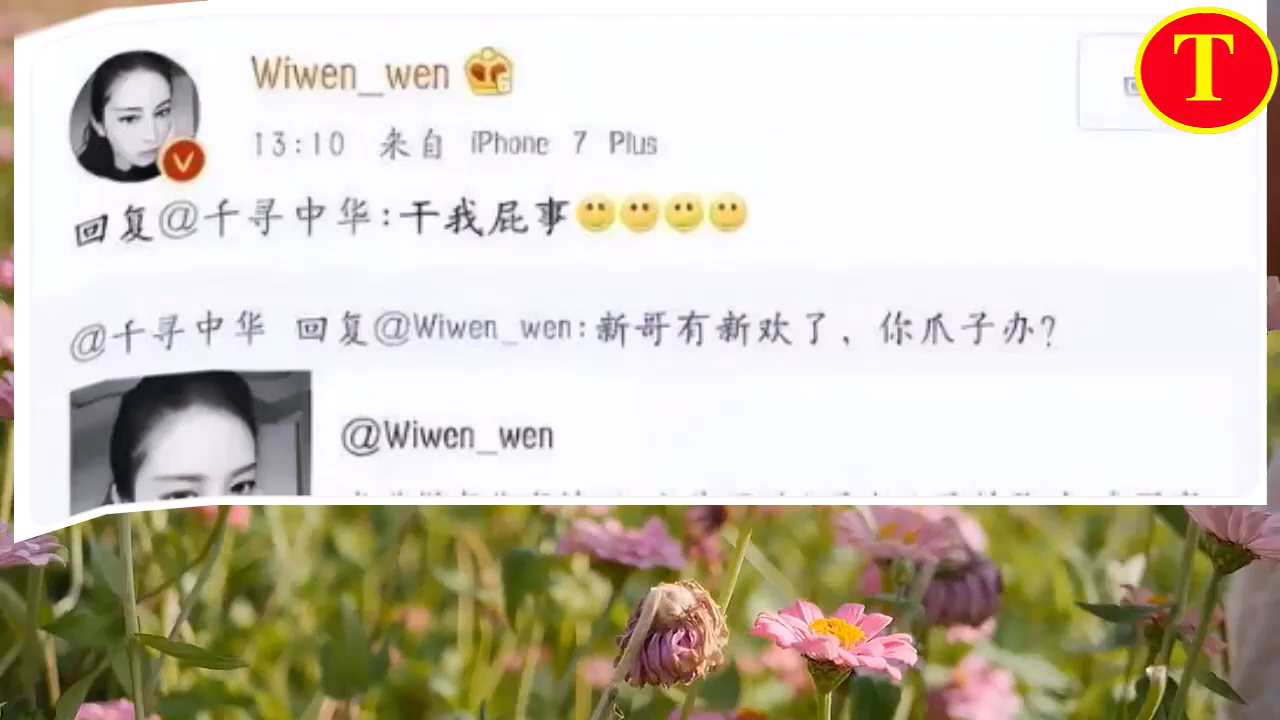 T
Wiwen_wen
13:10 来自 iPhone 7 Plus
回复@千寻中华:干我屁事
@千寻中华 回复@Wiwen_wen:新哥有新欢了、你爪子办?
@Wiwen_wen